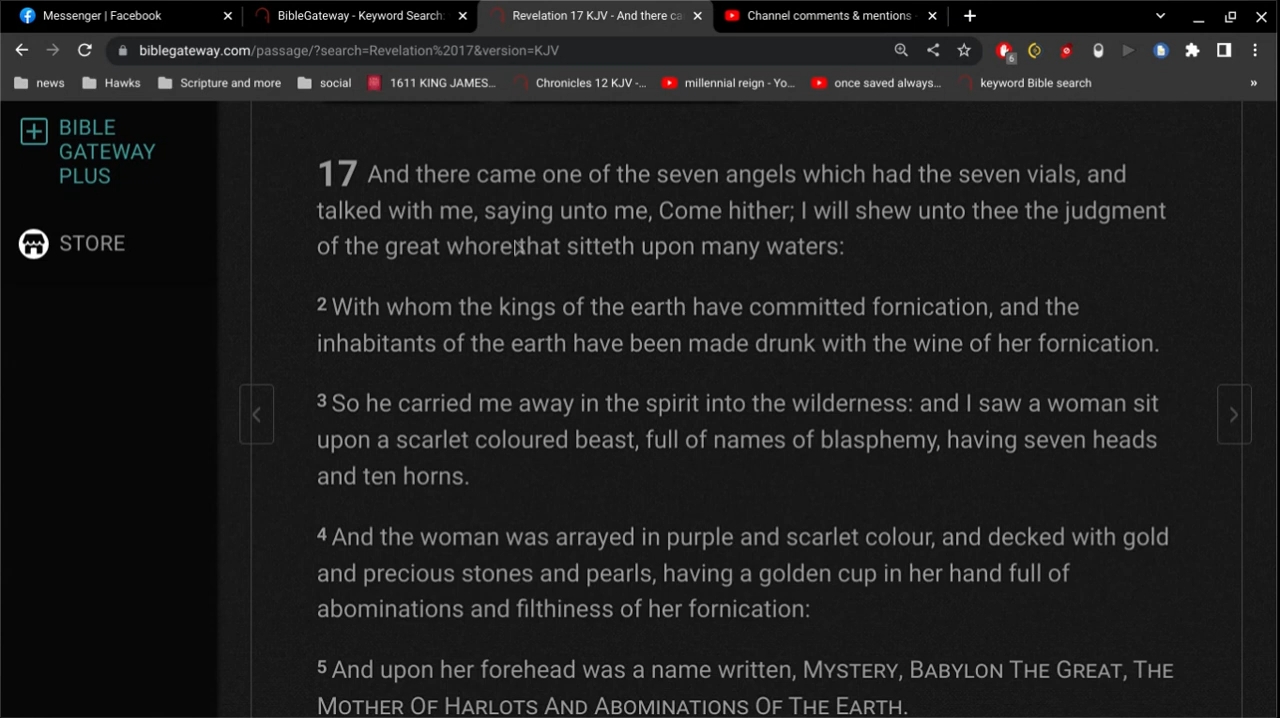 Messenger | Facebook
BibleGateway - Keyword Search:
Revelation 17 KJV - And there ca
Channel comments & mentions -
biblegateway.com/passage/?search=Revelation%2017&version=KJV
6
news
Hawks
Scripture and more
social
1611 KING JAMES...
Chronicles 12 KJV -...
millennial reign - Yo...
once saved always...
keyword Bible search
»
BIBLE
GATEWAY
PLUS
STORE
17 And there came one of the seven angels which had the seven vials, and
talked with me, saying unto me, Come hither; I will shew unto thee the judgment
of the great whore that sitteth upon many waters:
2 With whom the kings of the earth have committed fornication, and the
inhabitants of the earth have been made drunk with the wine of her fornication.
3 So he carried me away in the spirit into the wilderness: and I saw a woman sit
upon a scarlet coloured beast, full of names of blasphemy, having seven heads
and ten horns.
4 And the woman was arrayed in purple and scarlet colour, and decked with gold
and precious stones and pearls, having a golden cup in her hand full of
abominations and filthiness of her fornication:
5 And upon her forehead was a name written, Mystery, Babylon The Great, The
Mother Of Harlots And Abominations Of The Earth.